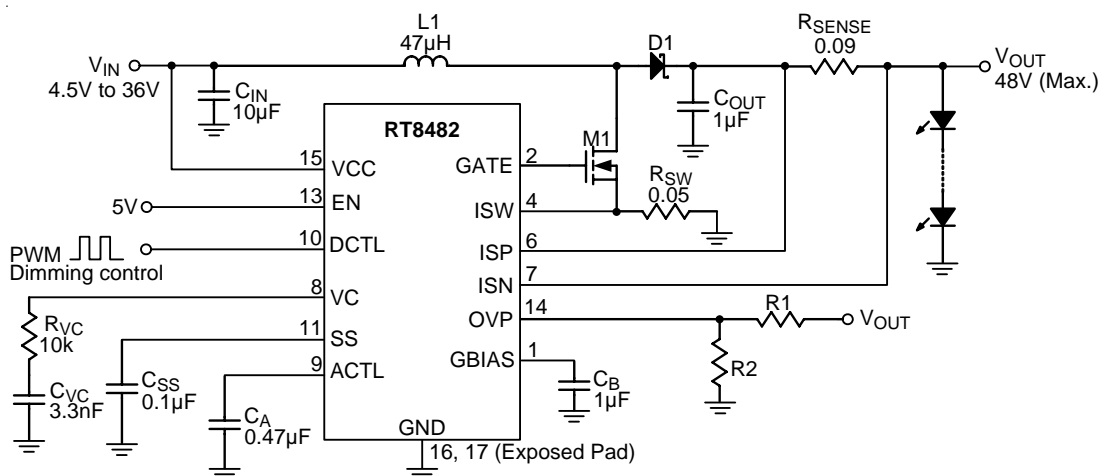 L1
47μH
D1
RSENSE
0.09
VIN
4.5V to 36V
VOUT
48V (Max.)
CIN
10μF
COUT
1μF
RT8482
M1
15
VCC
GATE
2
RSW
0.05
5V
13
EN
ISW
4
PWM
Dimming control
10
DCTL
ISP
6
ISN
7
8
VC
OVP
14
R1
VOUT
RVC
10k
11
SS
GBIAS
1
R2
9
ACTL
CB
1μF
CVC
3.3nF
CSS
0.1μF
CA
0.47μF
GND
16, 17 (Exposed Pad)